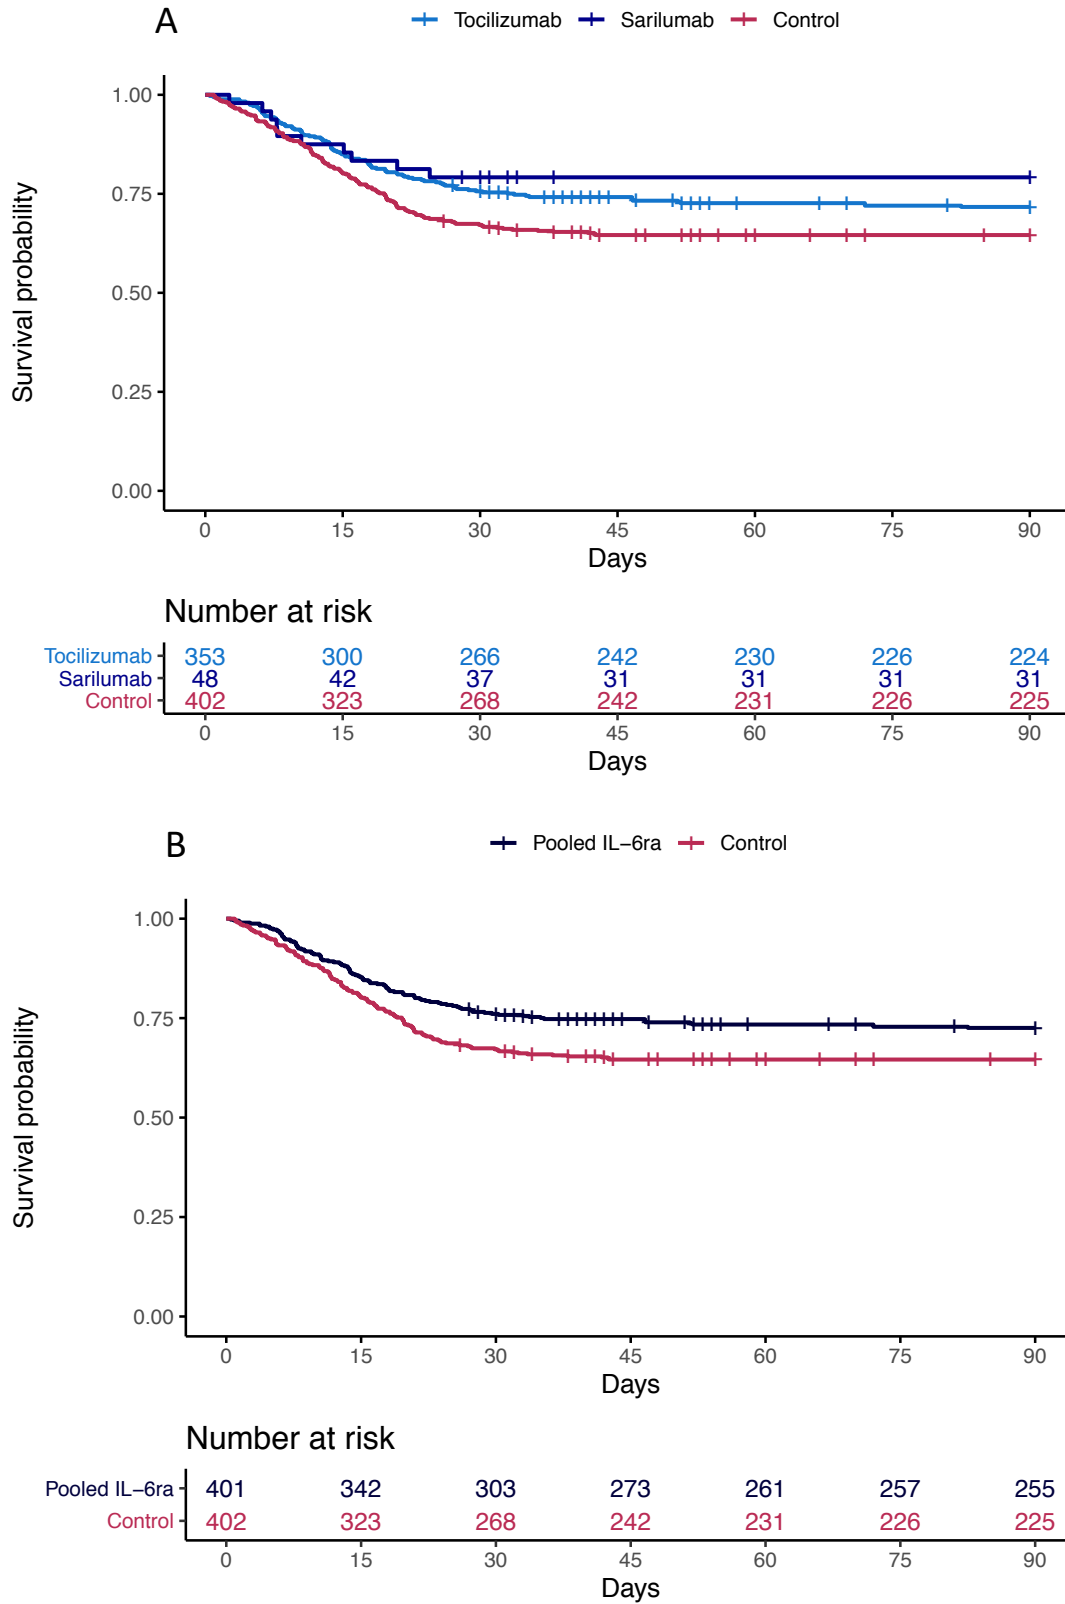 A
Tocilizumab Sarilumab Control
Survival probability
1.00
0.75
0.50
0.25
0.00
0 15 30 45 60 75 90
Days
Number at risk
Tocilizumab 353 300 266 242 230 226 224
Sarilumab 48 42 37 31 31 31 31
Control 402 323 268 242 231 226 225
0 15 30 45 60 75 90
Days
B
Pooled IL−6ra Control
Survival probability
1.00
0.75
0.50
0.25
0.00
0 15 30 45 60 75 90
Days
Number at risk
Pooled IL−6ra 401 342 303 273 261 257 255
Control 402 323 268 242 231 226 225
0 15 30 45 60 75 90
Days